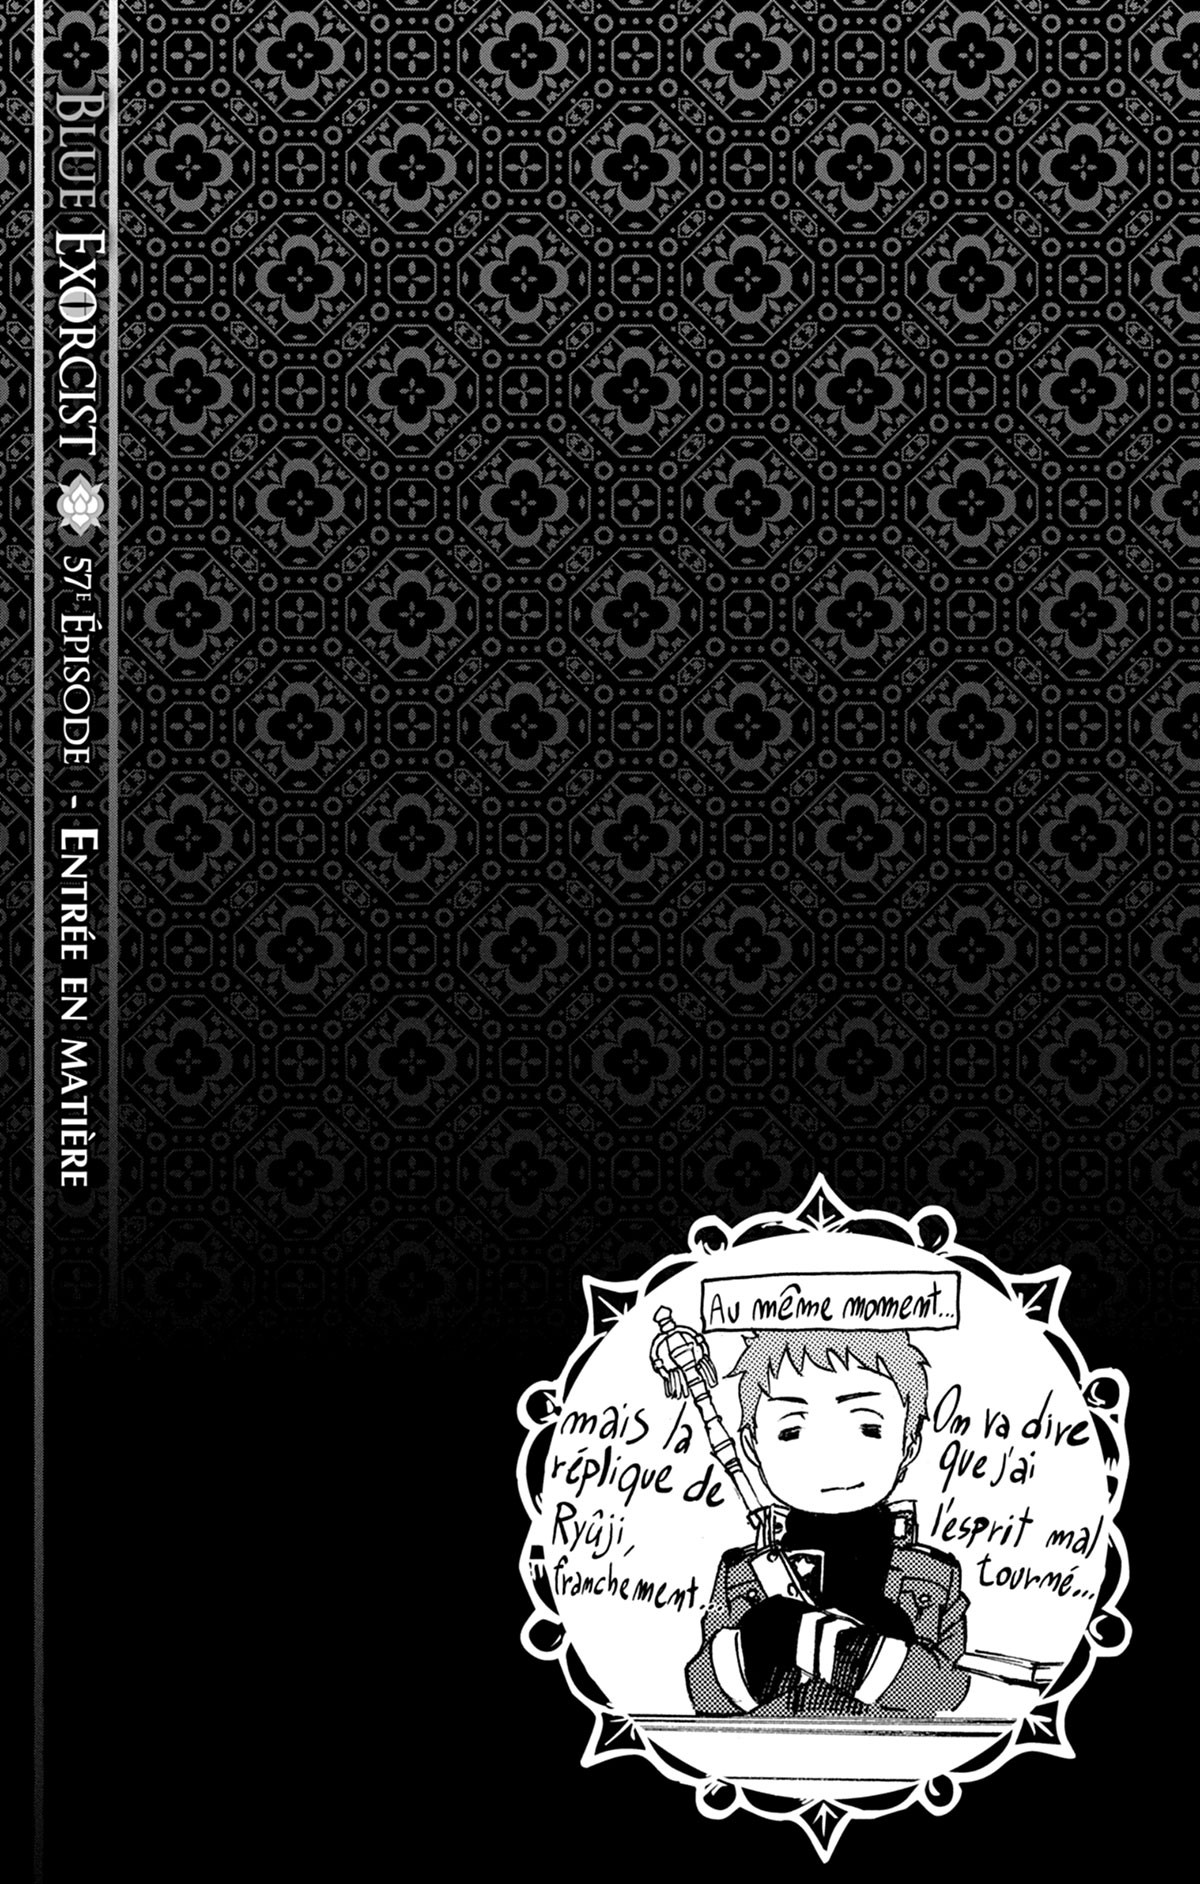 BLUE EXORCIST 57E ÉPISODE - ENTRÉE EN MATIÈRE
Au même moment...
On va dire
que j'ai
l'esprit mal
tourné...
mais la
réplique de
Ryûji,
franchement...